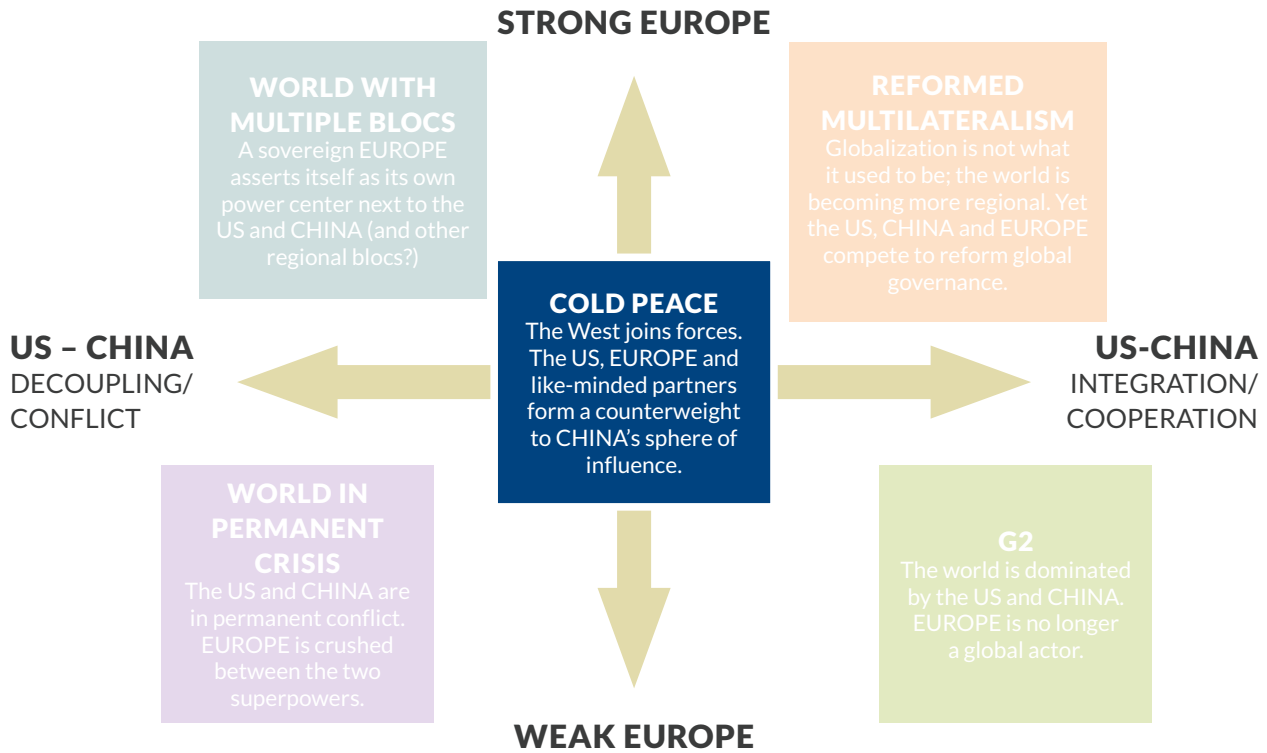 STRONG EUROPE
WORLD WITH
MULTIPLE BLOCS
A sovereign EUROPE
asserts itself as its own
power center next to the
US and CHINA (and other
regional blocs?)
REFORMED
MULTILATERALISM
Globalization is not what
it used to be; the world is
becoming more regional. Yet
the US, CHINA and EUROPE
compete to reform global
governance.
US – CHINA
DECOUPLING/
CONFLICT
COLD PEACE
The West joins forces.
The US, EUROPE and
like-minded partners
form a counterweight
to CHINA’s sphere of
influence.
US-CHINA
INTEGRATION/
COOPERATION
WORLD IN
PERMANENT
CRISIS
The US and CHINA are
in permanent conflict.
EUROPE is crushed
between the two
superpowers.
G2
The world is dominated
by the US and CHINA.
EUROPE is no longer
a global actor.
WEAK EUROPE